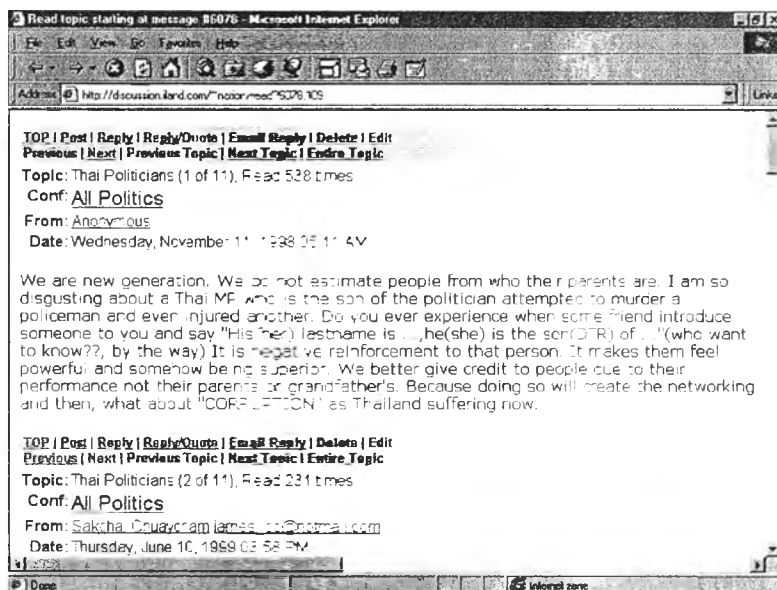 Read topic starting at message #6076 - Microsoft Internet Explorer
File Edit View Go Favorites Help
Address http://discussion.iland.com/ Links
TOP | Post | Reply | Reply/Quote | Email Reply | Delete | Edit
Previous | Next | Previous Topic | Next Topic | Entire Topic
Topic: Thai Politicians (1 of 11), Read 538 times
Conf: All Politics
From: Anonymous
Date: Wednesday, November 11, 1998 AM
We are new generation. We do not estimate people from who their parents are. I am so
disgusting about a Thai MP who is the son of the politician attempted to murder a
policeman and even injured another. Do you ever experience when some friend introduce
someone to you and say "His(her) lastname is ...,he(she) is the son(DTR) of ..."(who want
to know??, by the way) It is negative reinforcement to that person. It makes them feel
powerful and somehow being superior. We better give credit to people due to their
performance not their parents or grandfather's. Because doing so will create the networking
and then, what about "CORRUPTION" as Thailand suffering now.
TOP | Post | Reply | Reply/Quote | Email Reply | Delete | Edit
Previous | Next | Previous Topic | Next Topic | Entire Topic
Topic: Thai Politicians (2 of 11), Read 231 times
Conf: All Politics
From:
Date: Thursday, June 10, 1999 03:58 PM
Done Internet zone